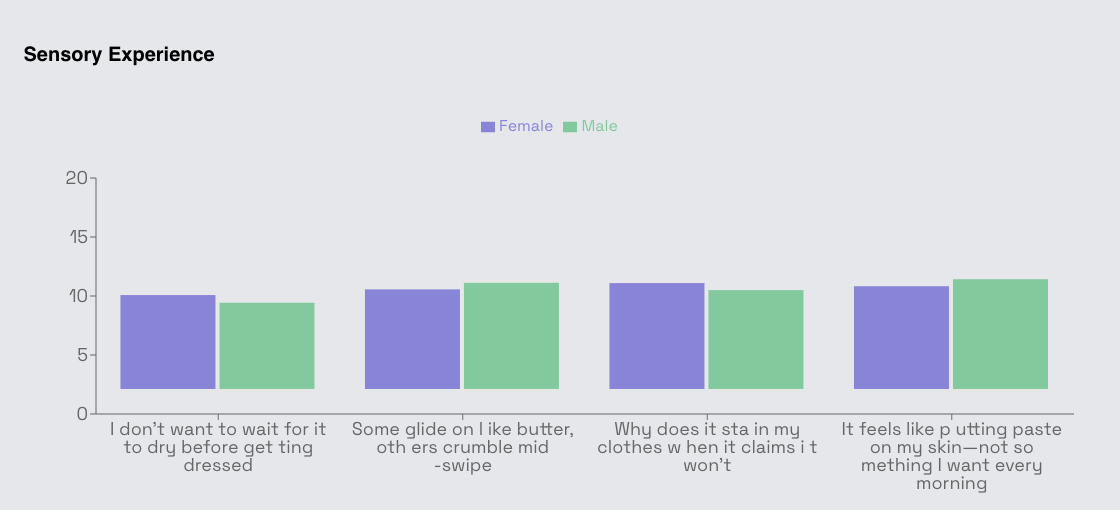 Sensory Experience
Female Male
20
15
10
5
0
I don't want to wait for it
to dry before get ting
dressed
Some glide on l ike butter,
oth ers crumble mid
-swipe
Why does it sta in my
clothes w hen it claims i t
won't
It feels like p utting paste
on my skin—not so
mething I want every
morning